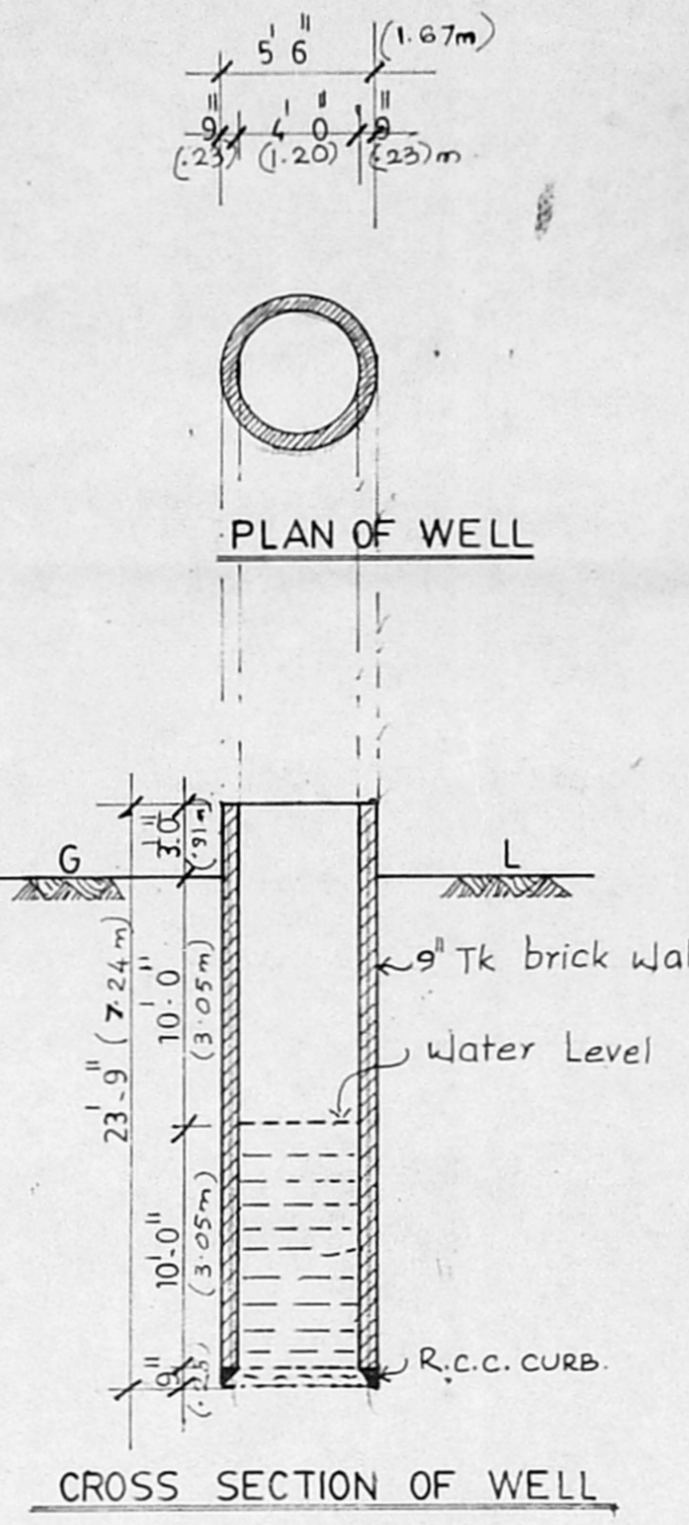 5' 6" (1.67m)
9" 4' 0" 9"
(.23) (1.20) (.23)m
PLAN OF WELL
3'.0"
(.91m)
G L
23'-9" (7.24m)
10'-0"
(3.05m)
9" Tk brick Wal
Water Level
10'-0"
(3.05m)
R.C.C. CURB.
9"
CROSS SECTION OF WELL